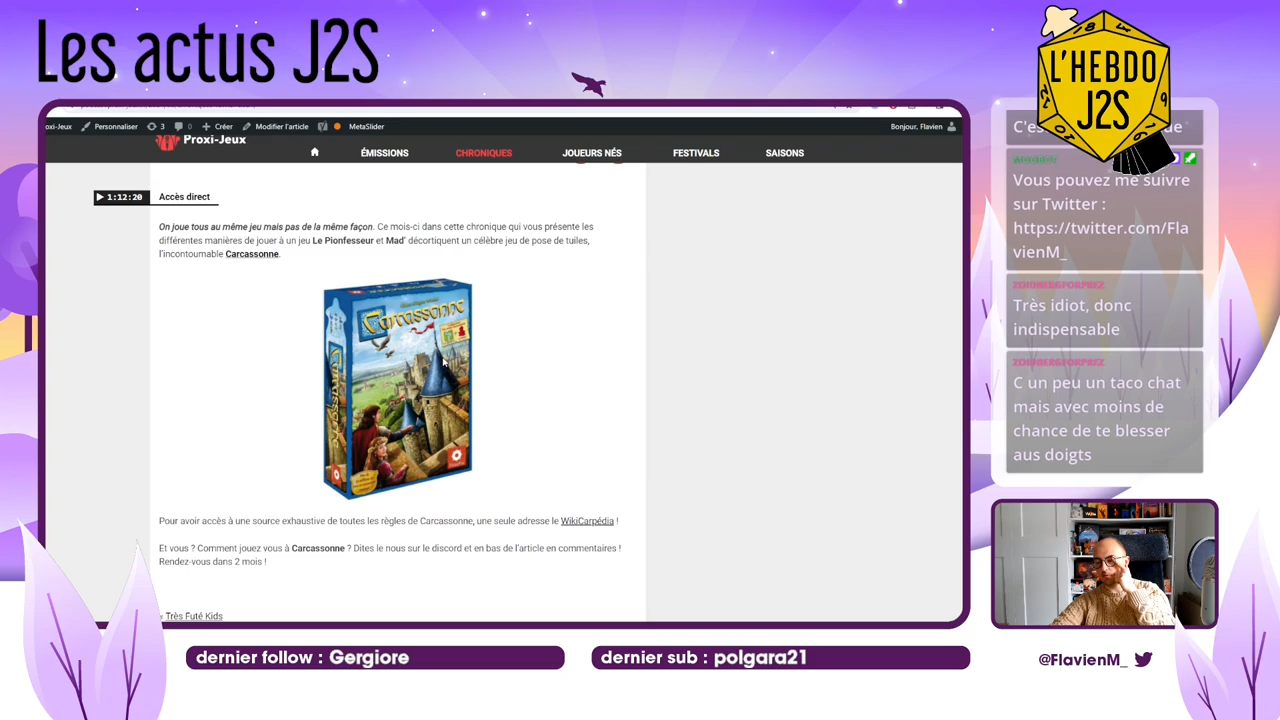 Les actus J2S
L'HEBDO
J2S
oxi-Jeux Personnaliser 3 0 Créer Modifier l'article MetaSlider Bonjour, Flavien
Proxi-Jeux
ÉMISSIONS CHRONIQUES JOUEURS NÉS FESTIVALS SAISONS
1:12:20 Accès direct
On joue tous au même jeu mais pas de la même façon. Ce mois-ci dans cette chronique qui vous présente les
différentes manières de jouer à un jeu Le Pionfesseur et Mad' décortiquent un célèbre jeu de pose de tuiles,
l'incontournable Carcassonne.
Carcassonne
Pour avoir accès à une source exhaustive de toutes les règles de Carcassonne, une seule adresse le WikiCarpédia !
Et vous ? Comment jouez vous à Carcassonne ? Dites le nous sur le discord et en bas de l'article en commentaires !
Rendez-vous dans 2 mois !
« Très Futé Kids
C'es
ue
Vous pouvez me suivre
sur Twitter :
https://twitter.com/Fla
vienM_
Très idiot, donc
indispensable
C un peu un taco chat
mais avec moins de
chance de te blesser
aus doigts
dernier follow : Gergiore
dernier sub : polgara21
@FlavienM_